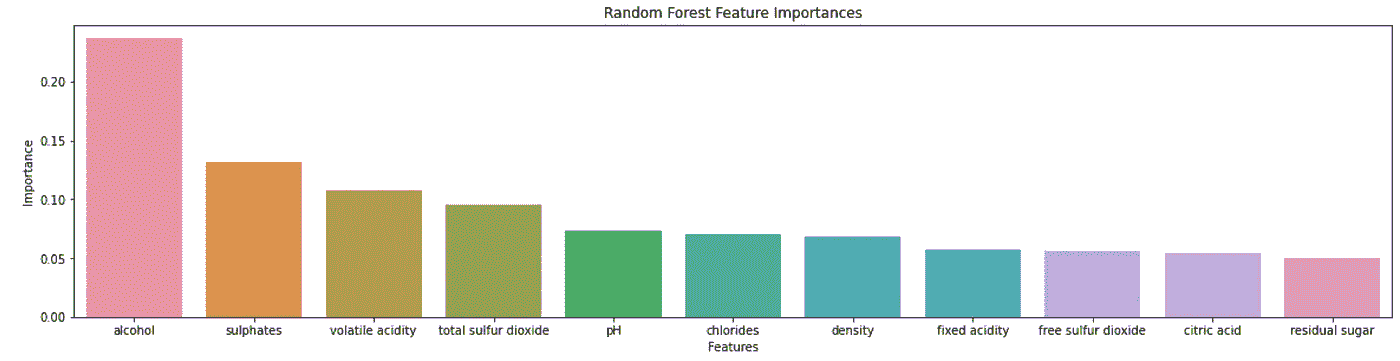 Random Forest Feature Importances
Importance
0.20
0.15
0.10
0.05
0.00
alcohol sulphates volatile acidity total sulfur dioxide pH chlorides density fixed acidity free sulfur dioxide citric acid residual sugar
Features